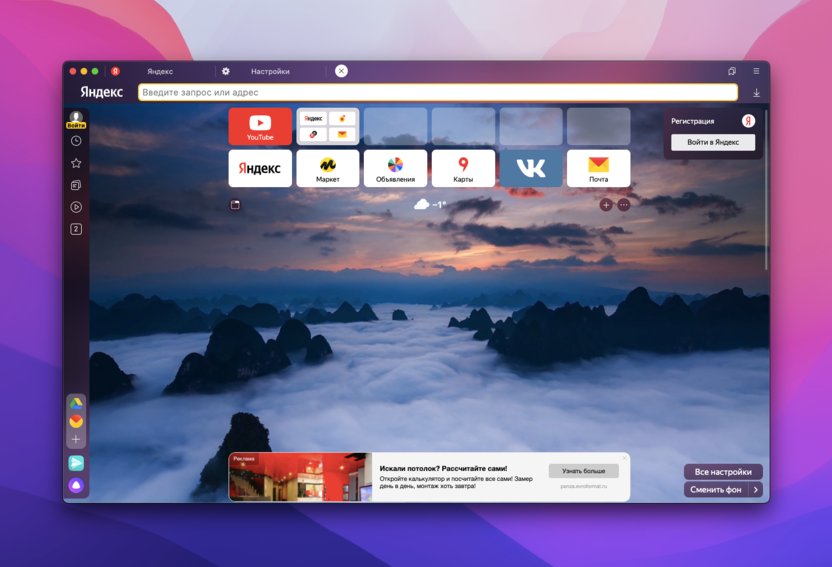 Яндекс
Настройки
Яндекс
Введите запрос или адрес
Войти
YouTube
Яндекс
Регистрация
Я
Войти в Яндекс
Яндекс
Маркет
Объявления
Карты
VK
Почта
−1°
2
Реклама
Искали потолок? Рассчитайте сами!
Откройте калькулятор и посчитайте все сами! Замер
день в день, монтаж хоть завтра!
Узнать больше
penza.evroformat.ru
Все настройки
Сменить фон